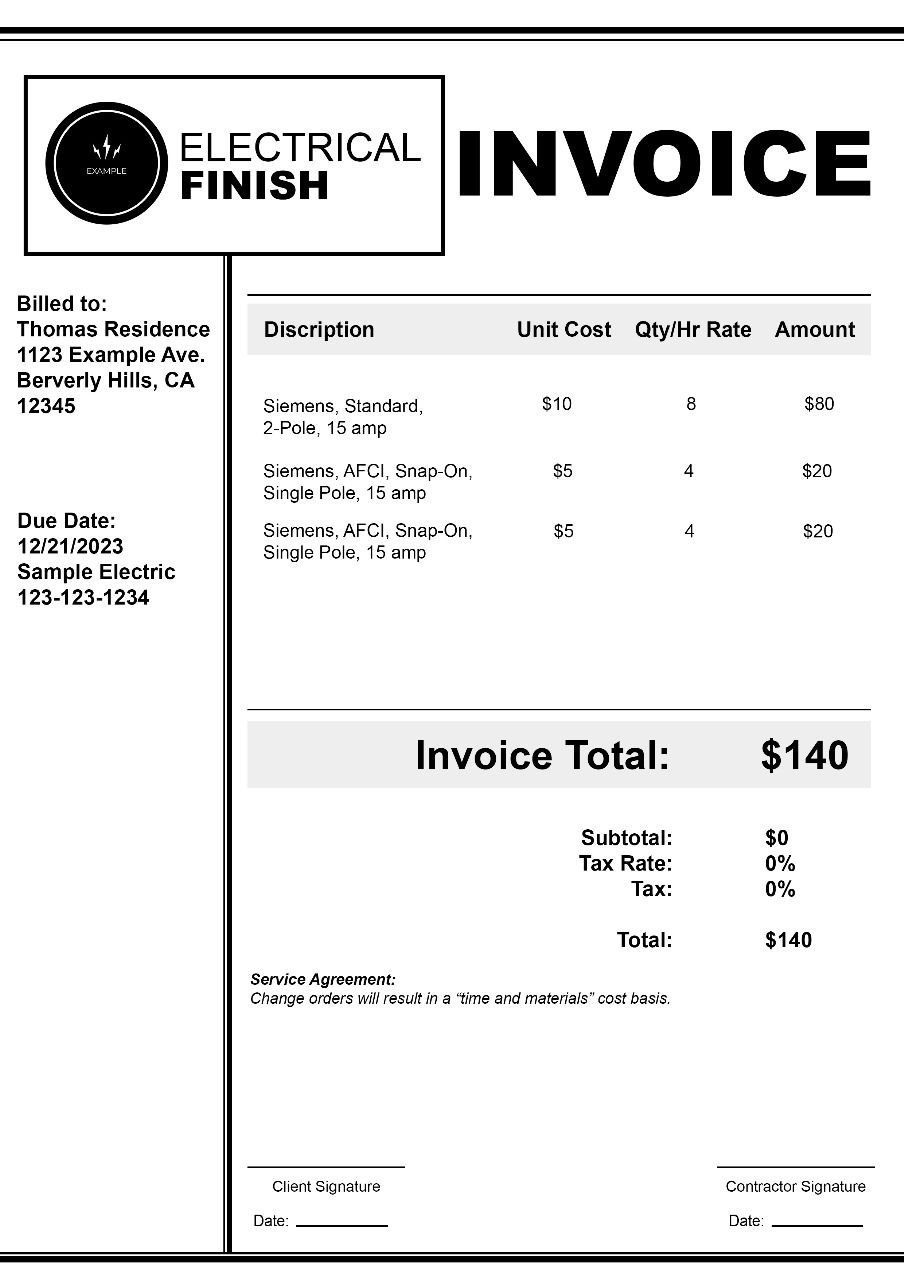 EXAMPLE
ELECTRICAL
FINISH
INVOICE
Billed to:
Thomas Residence
1123 Example Ave.
Berverly Hills, CA
12345
Due Date:
12/21/2023
Sample Electric
123-123-1234
Discription Unit Cost Qty/Hr Rate Amount
Siemens, Standard, $10 8 $80
2-Pole, 15 amp
Siemens, AFCI, Snap-On, $5 4 $20
Single Pole, 15 amp
Siemens, AFCI, Snap-On, $5 4 $20
Single Pole, 15 amp
Invoice Total: $140
Subtotal: $0
Tax Rate: 0%
Tax: 0%
Total: $140
Service Agreement:
Change orders will result in a “time and materials” cost basis.
Client Signature Contractor Signature
Date: Date: